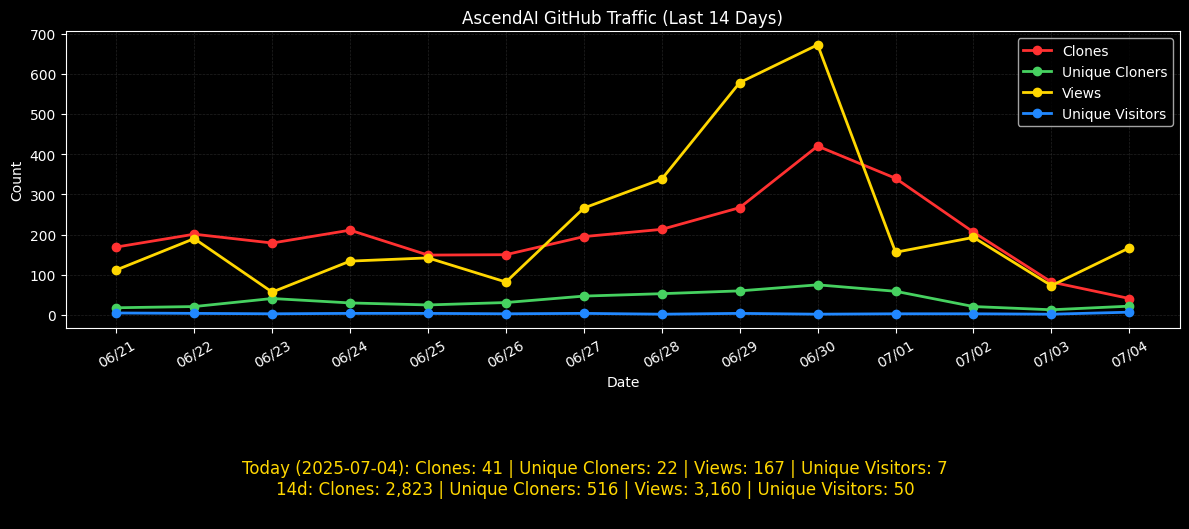 AscendAI GitHub Traffic (Last 14 Days)
700
600
500
400
300
200
100
0
Count
Clones
Unique Cloners
Views
Unique Visitors
06/21
06/22
06/23
06/24
06/25
06/26
06/27
06/28
06/29
06/30
07/01
07/02
07/03
07/04
Date
Today (2025-07-04): Clones: 41 | Unique Cloners: 22 | Views: 167 | Unique Visitors: 7
14d: Clones: 2,823 | Unique Cloners: 516 | Views: 3,160 | Unique Visitors: 50